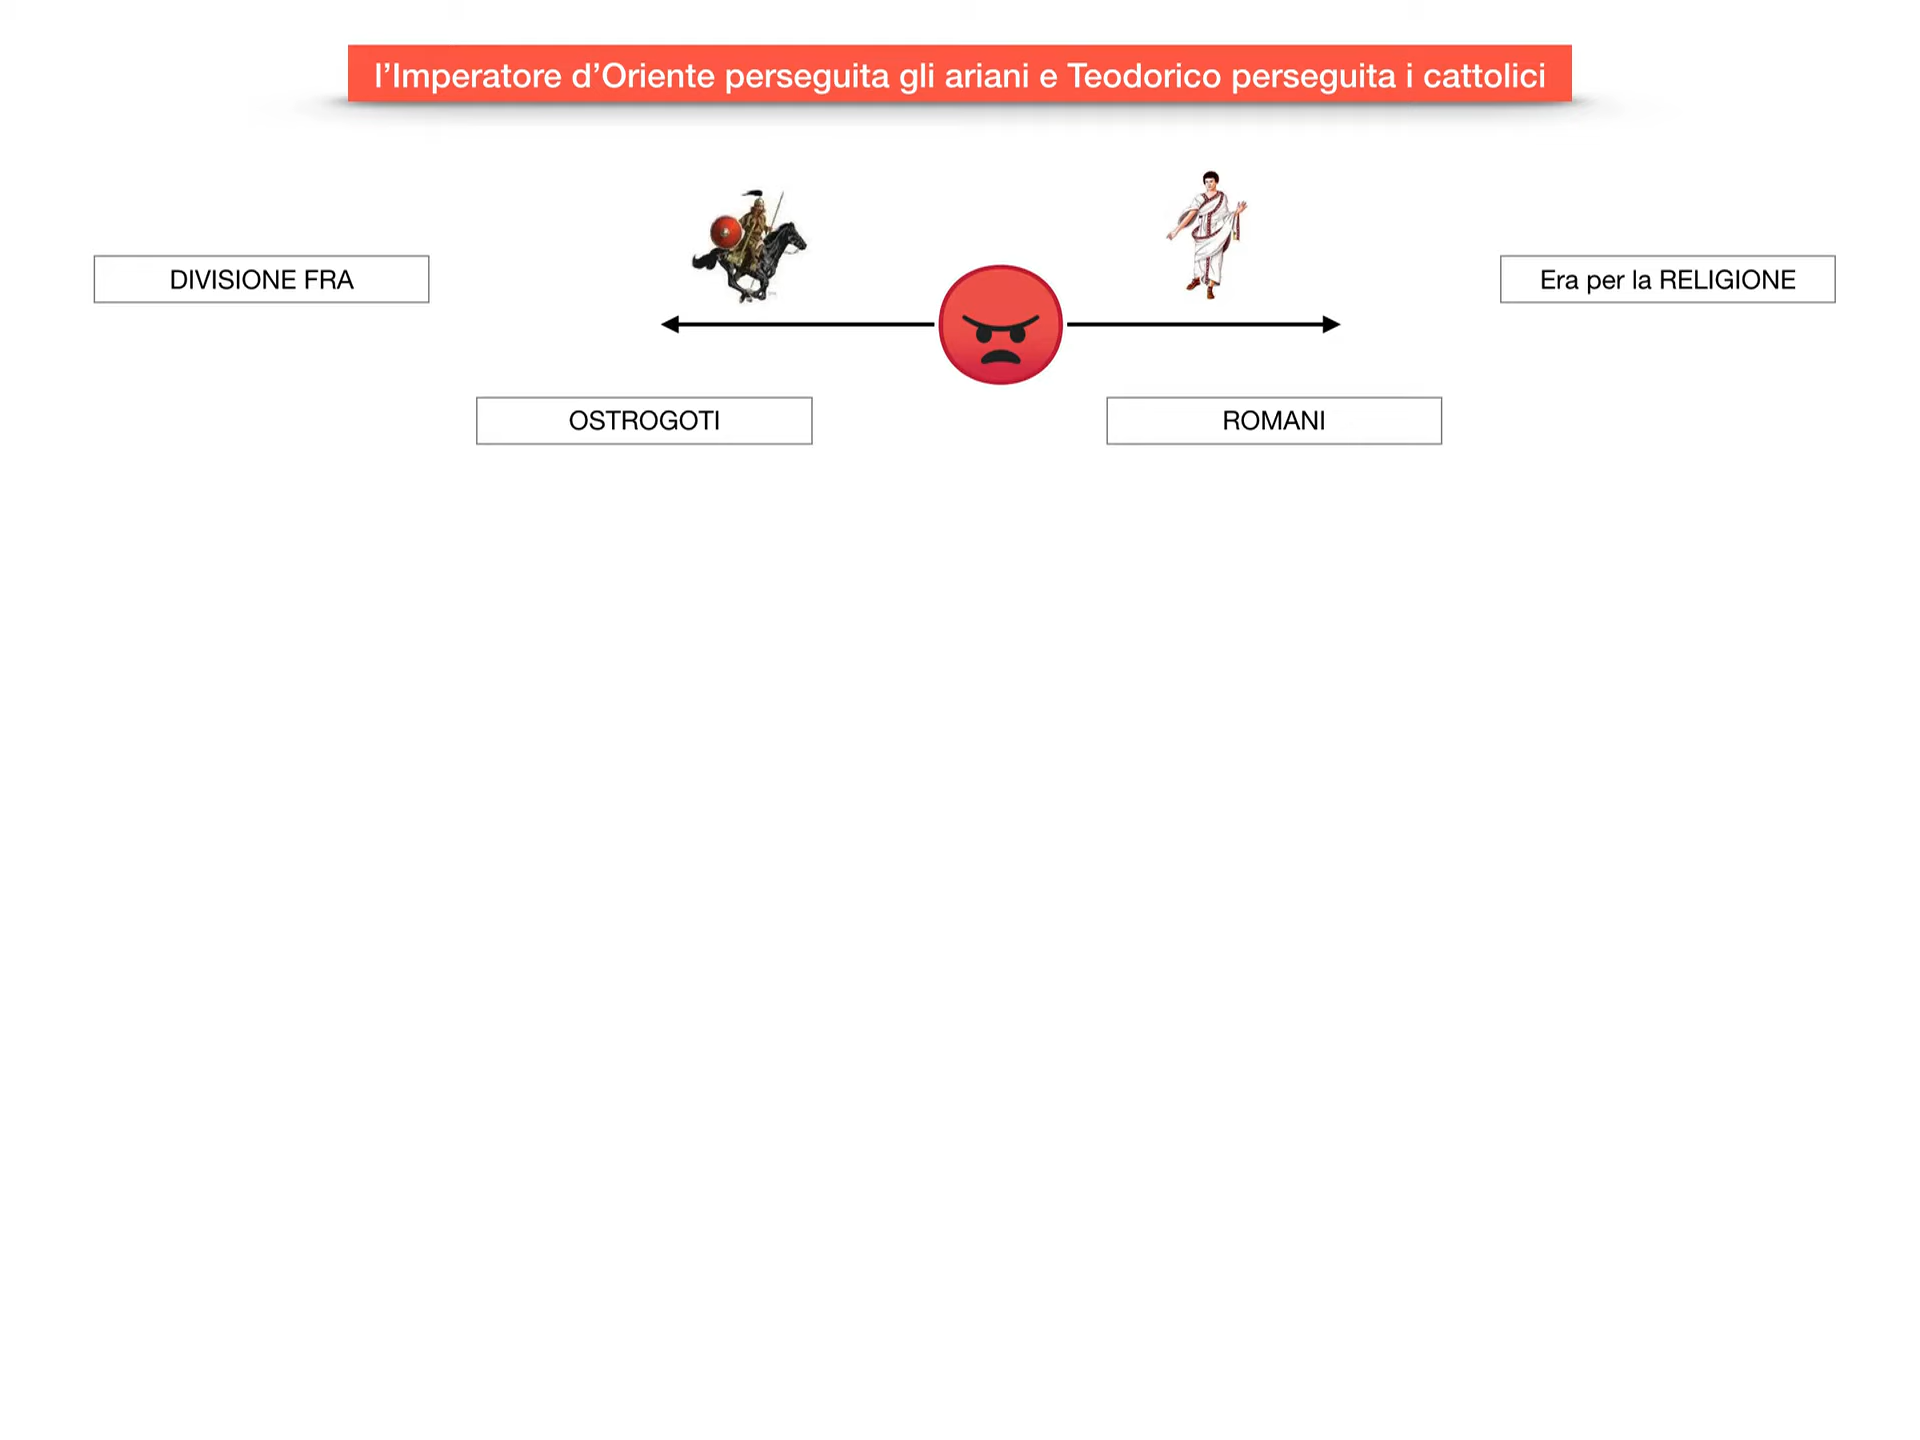 l’Imperatore d’Oriente perseguita gli ariani e Teodorico perseguita i cattolici
DIVISIONE FRA
Era per la RELIGIONE
OSTROGOTI
ROMANI